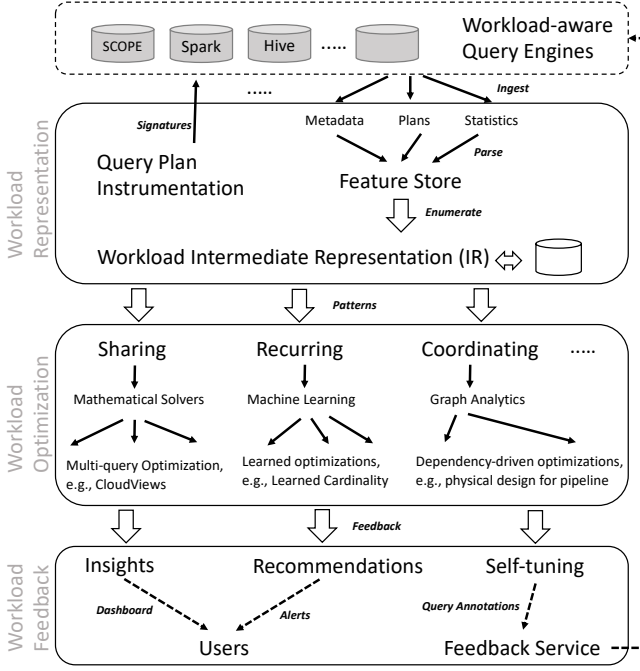 Workload-aware
Query Engines
SCOPE Spark Hive .....
.....
Ingest
Signatures
Metadata Plans Statistics
Parse
Query Plan
Instrumentation
Feature Store
Enumerate
Workload Intermediate Representation (IR)
Workload
Representation
Patterns
Sharing Recurring Coordinating .....
Mathematical Solvers Machine Learning Graph Analytics
Multi-query Optimization,
e.g., CloudViews
Learned optimizations,
e.g., Learned Cardinality
Dependency-driven optimizations,
e.g., physical design for pipeline
Workload
Optimization
Feedback
Insights Recommendations Self-tuning
Dashboard Alerts Query Annotations
Users Feedback Service
Workload
Feedback